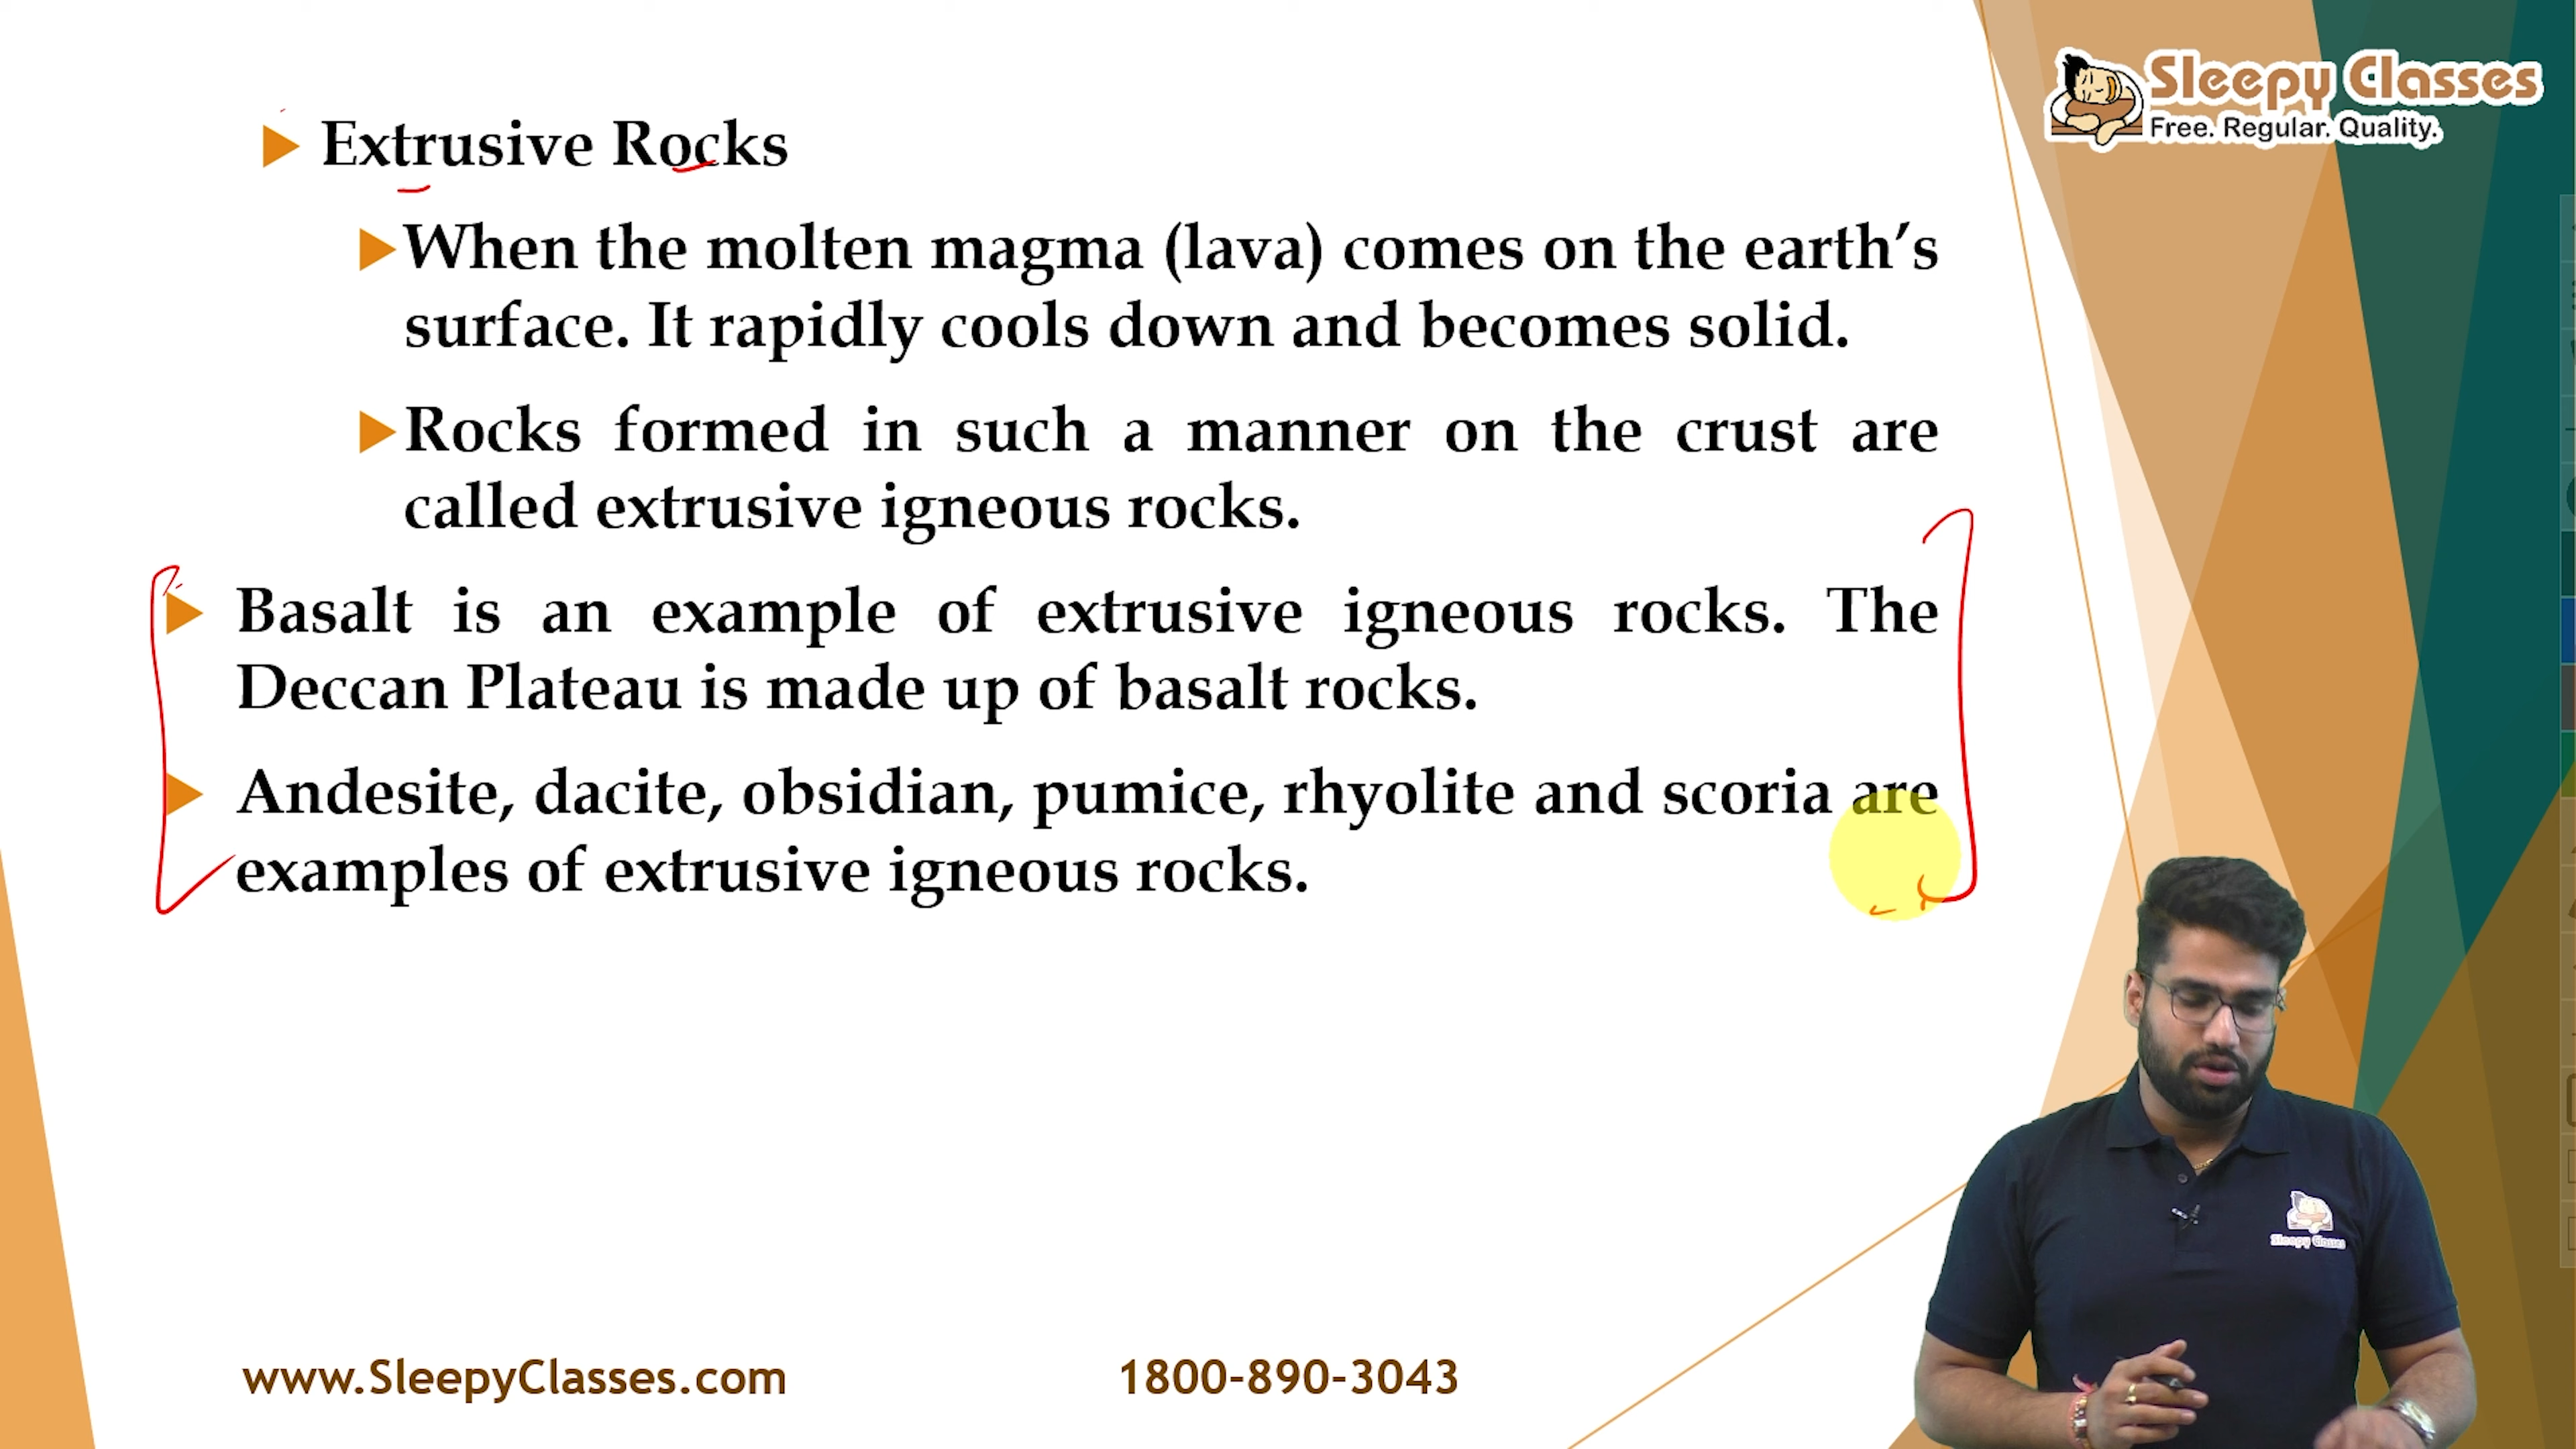 Sleepy Classes
Free. Regular. Quality.
Extrusive Rocks
When the molten magma (lava) comes on the earth’s
surface. It rapidly cools down and becomes solid.
Rocks formed in such a manner on the crust are
called extrusive igneous rocks.
Basalt is an example of extrusive igneous rocks. The
Deccan Plateau is made up of basalt rocks.
Andesite, dacite, obsidian, pumice, rhyolite and scoria are
examples of extrusive igneous rocks.
Sleepy Classes
www.SleepyClasses.com
1800-890-3043